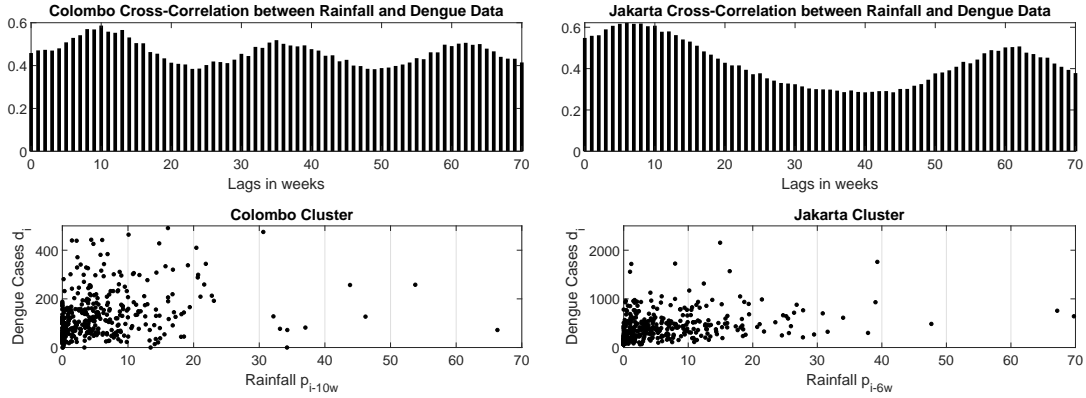 Colombo Cross-Correlation between Rainfall and Dengue Data
0.6
0.4
0.2
0
0 10 20 30 40 50 60 70
Lags in weeks
Jakarta Cross-Correlation between Rainfall and Dengue Data
0.6
0.4
0.2
0
0 10 20 30 40 50 60 70
Lags in weeks
Colombo Cluster
Dengue Cases d_i
400
200
0
0 10 20 30 40 50 60 70
Rainfall p_{i-10w}
Jakarta Cluster
Dengue Cases d_i
2000
1000
0
0 10 20 30 40 50 60 70
Rainfall p_{i-6w}